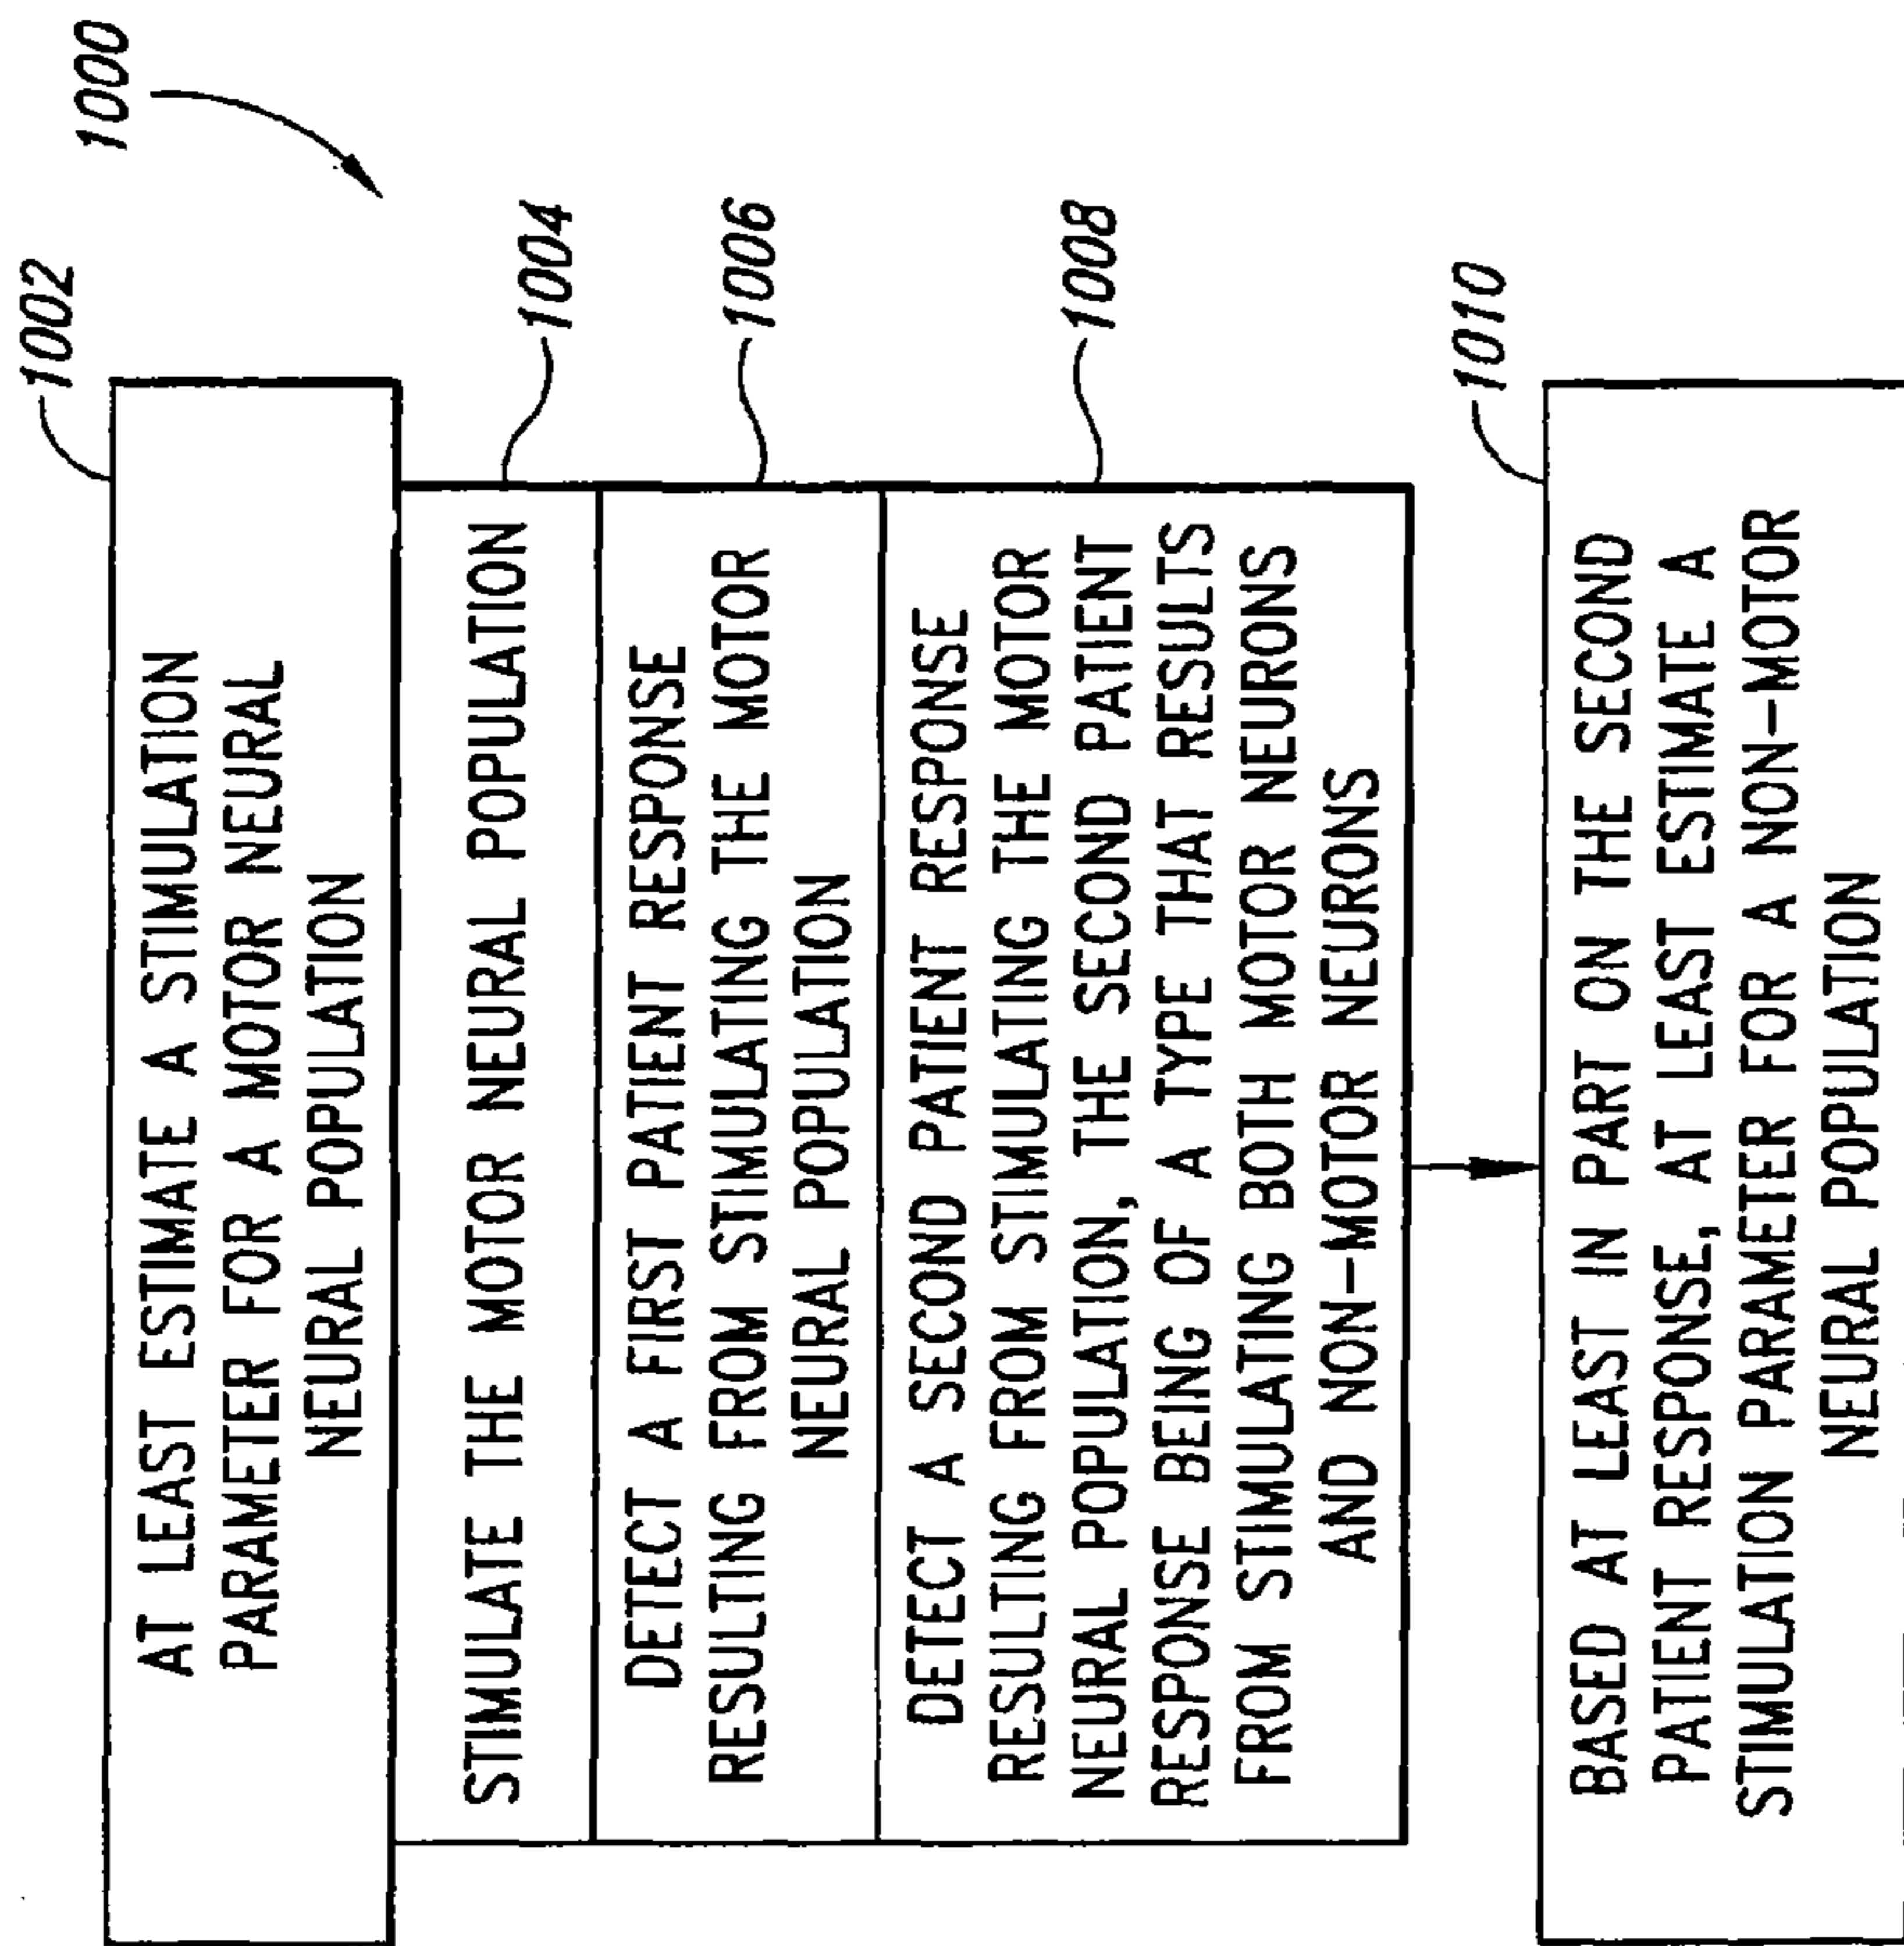 1000
1002
AT LEAST ESTIMATE A STIMULATION
PARAMETER FOR A MOTOR NEURAL
NEURAL POPULATION
1004
STIMULATE THE MOTOR NEURAL POPULATION
1006
DETECT A FIRST PATIENT RESPONSE
RESULTING FROM STIMULATING THE MOTOR
NEURAL POPULATION
1008
DETECT A SECOND PATIENT RESPONSE
RESULTING FROM STIMULATING THE MOTOR
NEURAL POPULATION, THE SECOND PATIENT
RESPONSE BEING OF A TYPE THAT RESULTS
FROM STIMULATING BOTH MOTOR NEURONS
AND NON-MOTOR NEURONS
1010
BASED AT LEAST IN PART ON THE SECOND
PATIENT RESPONSE, AT LEAST ESTIMATE A
STIMULATION PARAMETER FOR A NON-MOTOR
NEURAL POPULATION